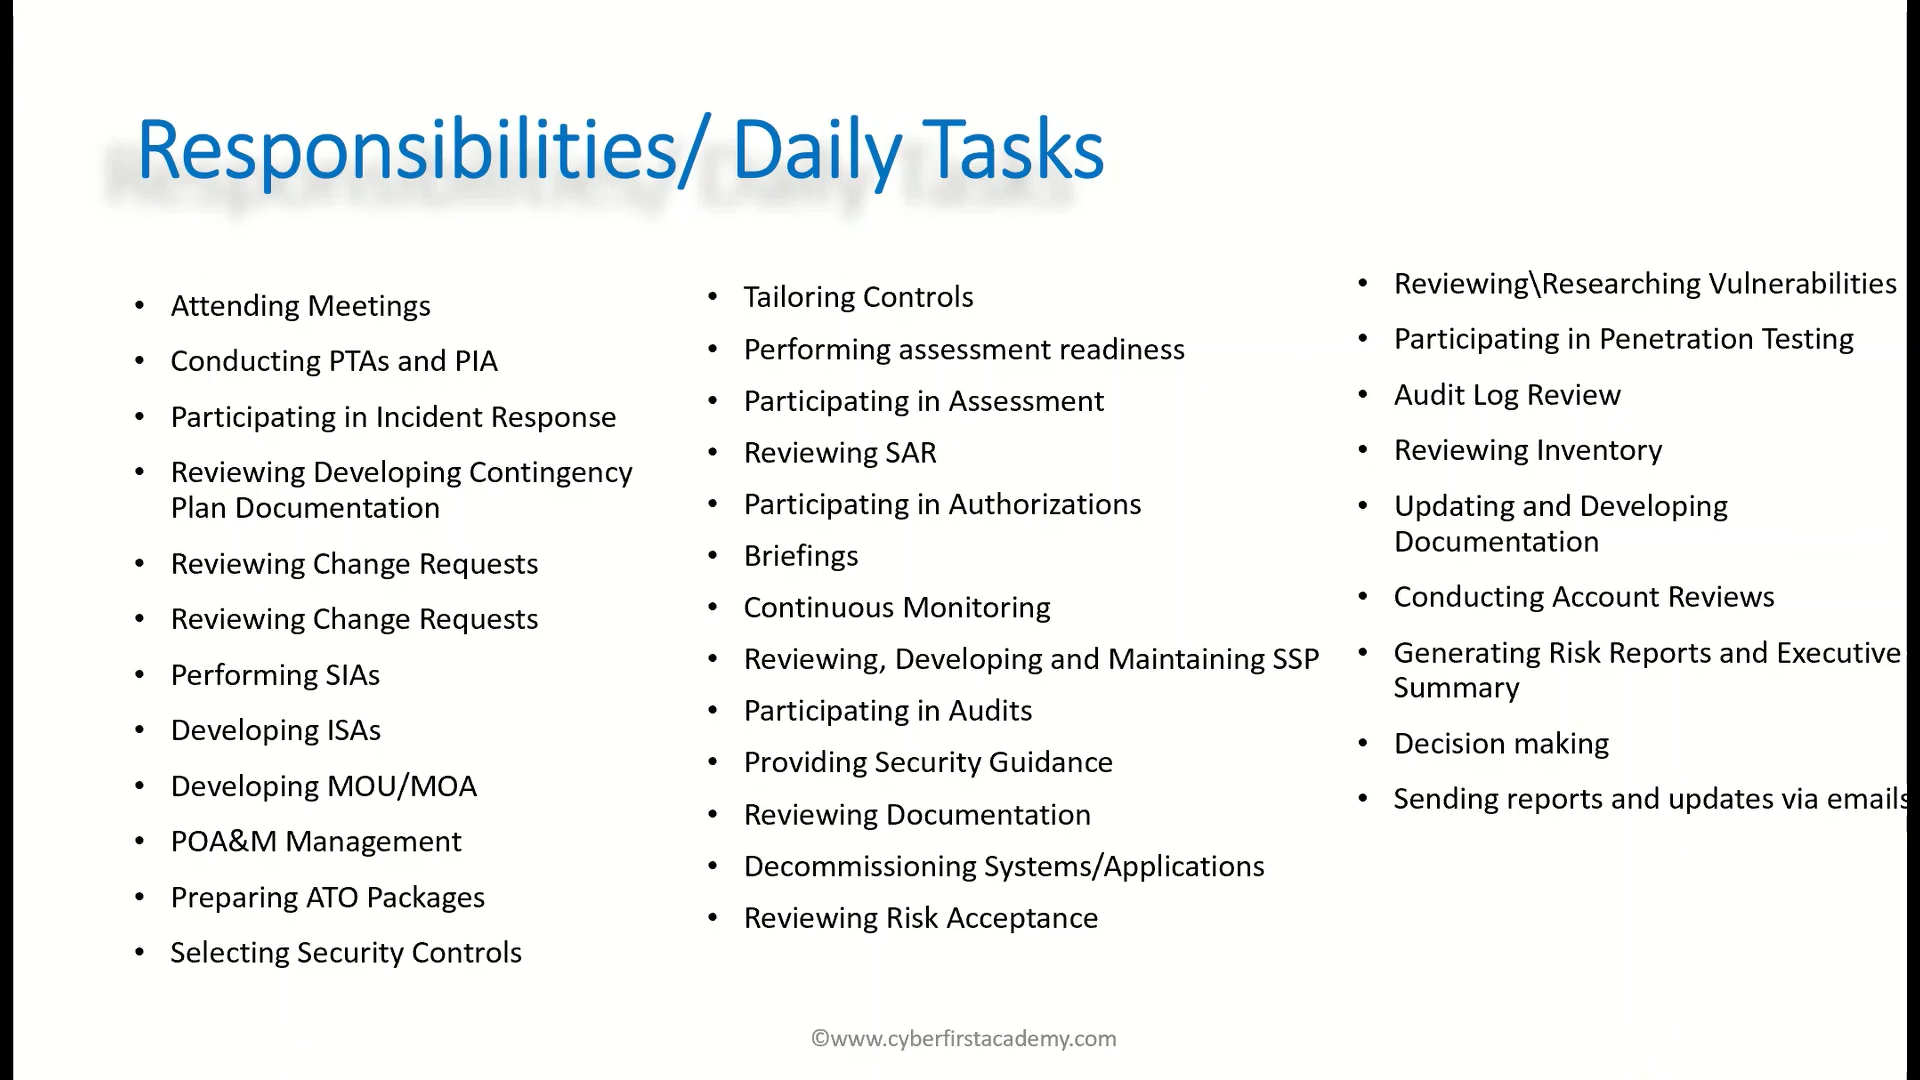 Responsibilities/ Daily Tasks
• Attending Meetings
• Conducting PTAs and PIA
• Participating in Incident Response
• Reviewing Developing Contingency
Plan Documentation
• Reviewing Change Requests
• Reviewing Change Requests
• Performing SIAs
• Developing ISAs
• Developing MOU/MOA
• POA&M Management
• Preparing ATO Packages
• Selecting Security Controls
• Tailoring Controls
• Performing assessment readiness
• Participating in Assessment
• Reviewing SAR
• Participating in Authorizations
• Briefings
• Continuous Monitoring
• Reviewing, Developing and Maintaining SSP
• Participating in Audits
• Providing Security Guidance
• Reviewing Documentation
• Decommissioning Systems/Applications
• Reviewing Risk Acceptance
• Reviewing\Researching Vulnerabilities
• Participating in Penetration Testing
• Audit Log Review
• Reviewing Inventory
• Updating and Developing
Documentation
• Conducting Account Reviews
• Generating Risk Reports and Executive
Summary
• Decision making
• Sending reports and updates via emails
©www.cyberfirstacademy.com